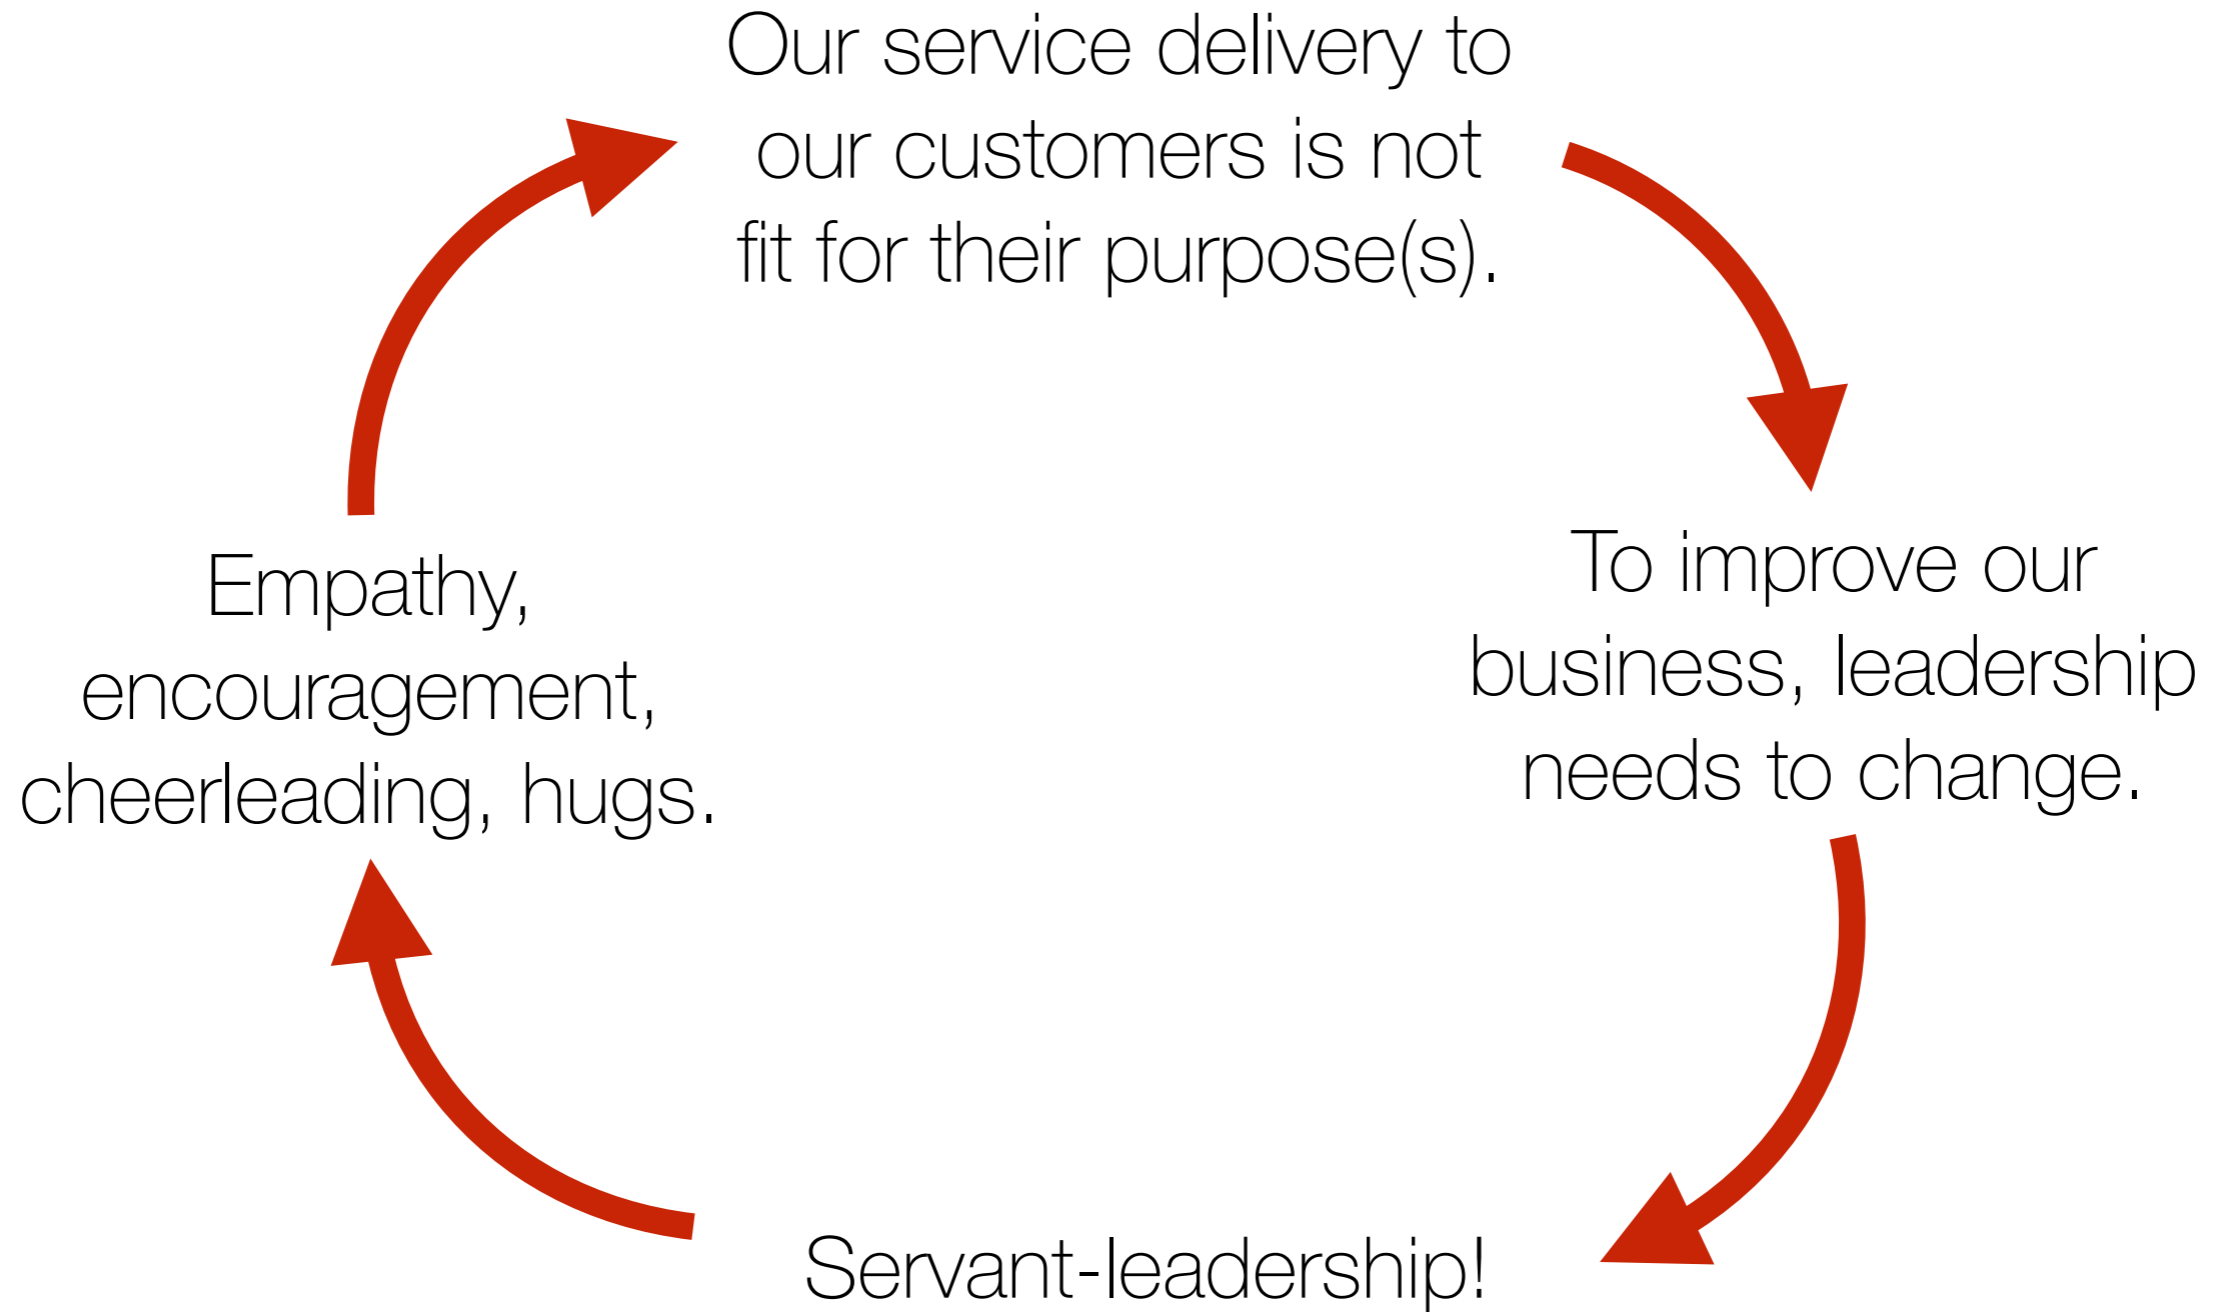 Our service delivery to
our customers is not
fit for their purpose(s).
To improve our
business, leadership
needs to change.
Servant-leadership!
Empathy,
encouragement,
cheerleading, hugs.